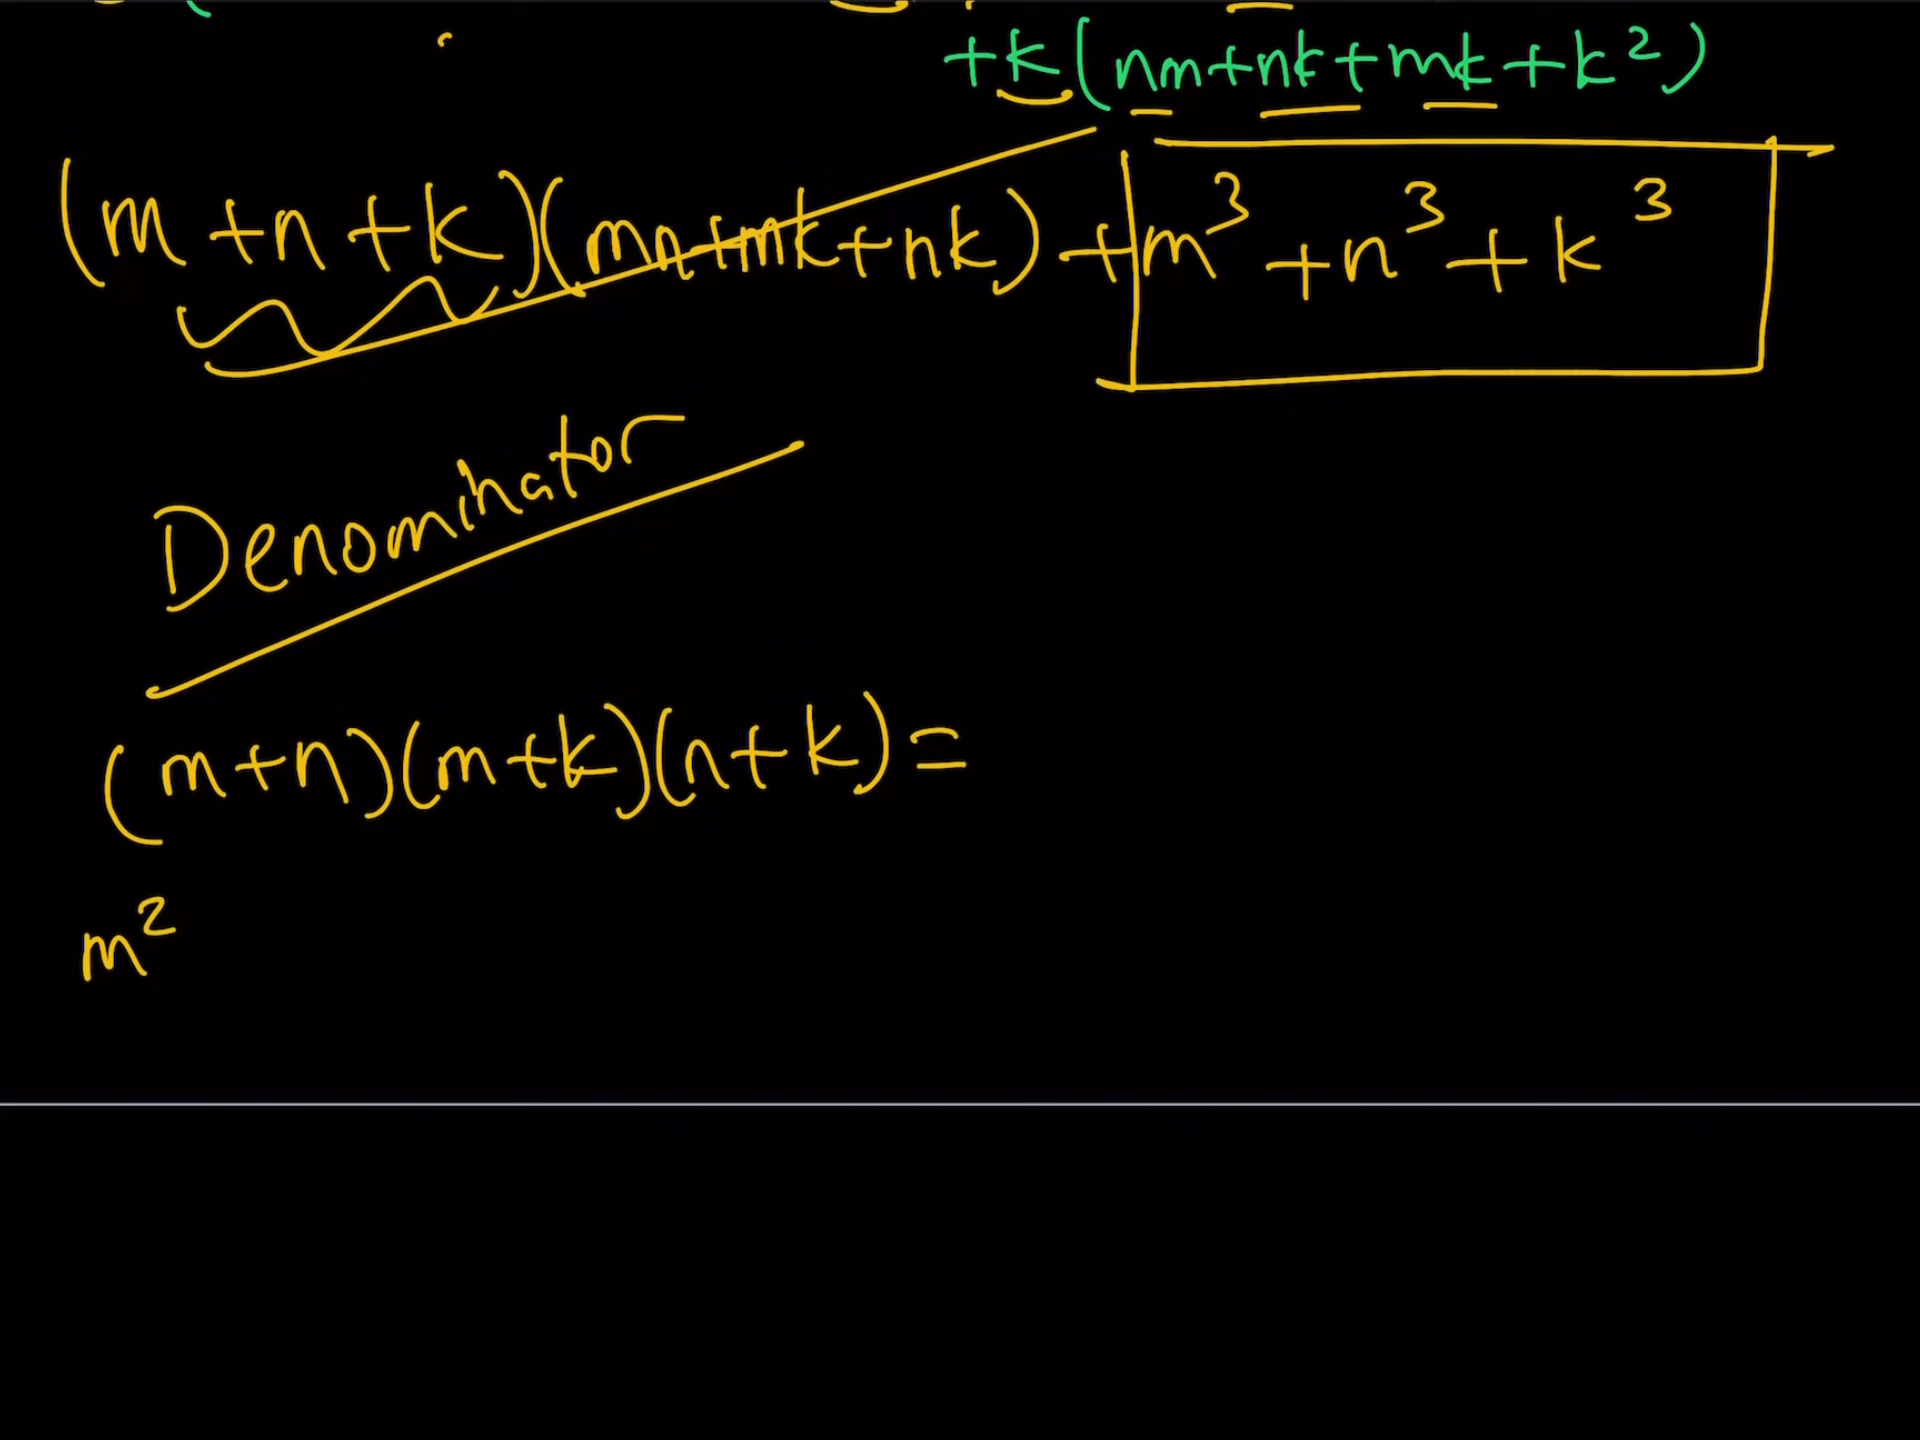 +k(nm+nk+mk+k²)
(m+n+k)(mn+mk+nk)+m³+n³+k³
Denominator
(m+n)(m+k)(n+k)=
m²